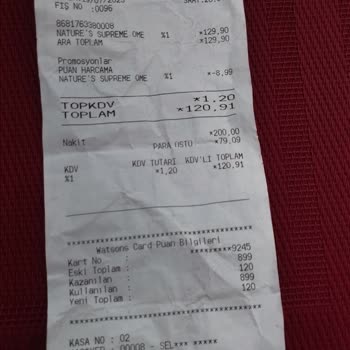 FİŞ NO :0096
8681763380008
NATURE'S SUPREME OME %1 *129,90
ARA TOPLAM *129,90
Promosyonlar
PUAN HARCAMA
NATURE'S SUPREME OME %1 *-8,99
TOPKDV *1,20
TOPLAM *120,91
Nakit *200,00
PARA ÜSTÜ *79,09
KDV KDV TUTARI KDV'Lİ TOPLAM
%1 *1,20 *120,91
Watsons Card Puan Bilgileri
Kart No : ***********9245
Eski Toplam : 899
Kazanılan : 120
Kullanılan : 899
Yeni Toplam : 120
KASA NO : 02
00008 - SEL*** *****